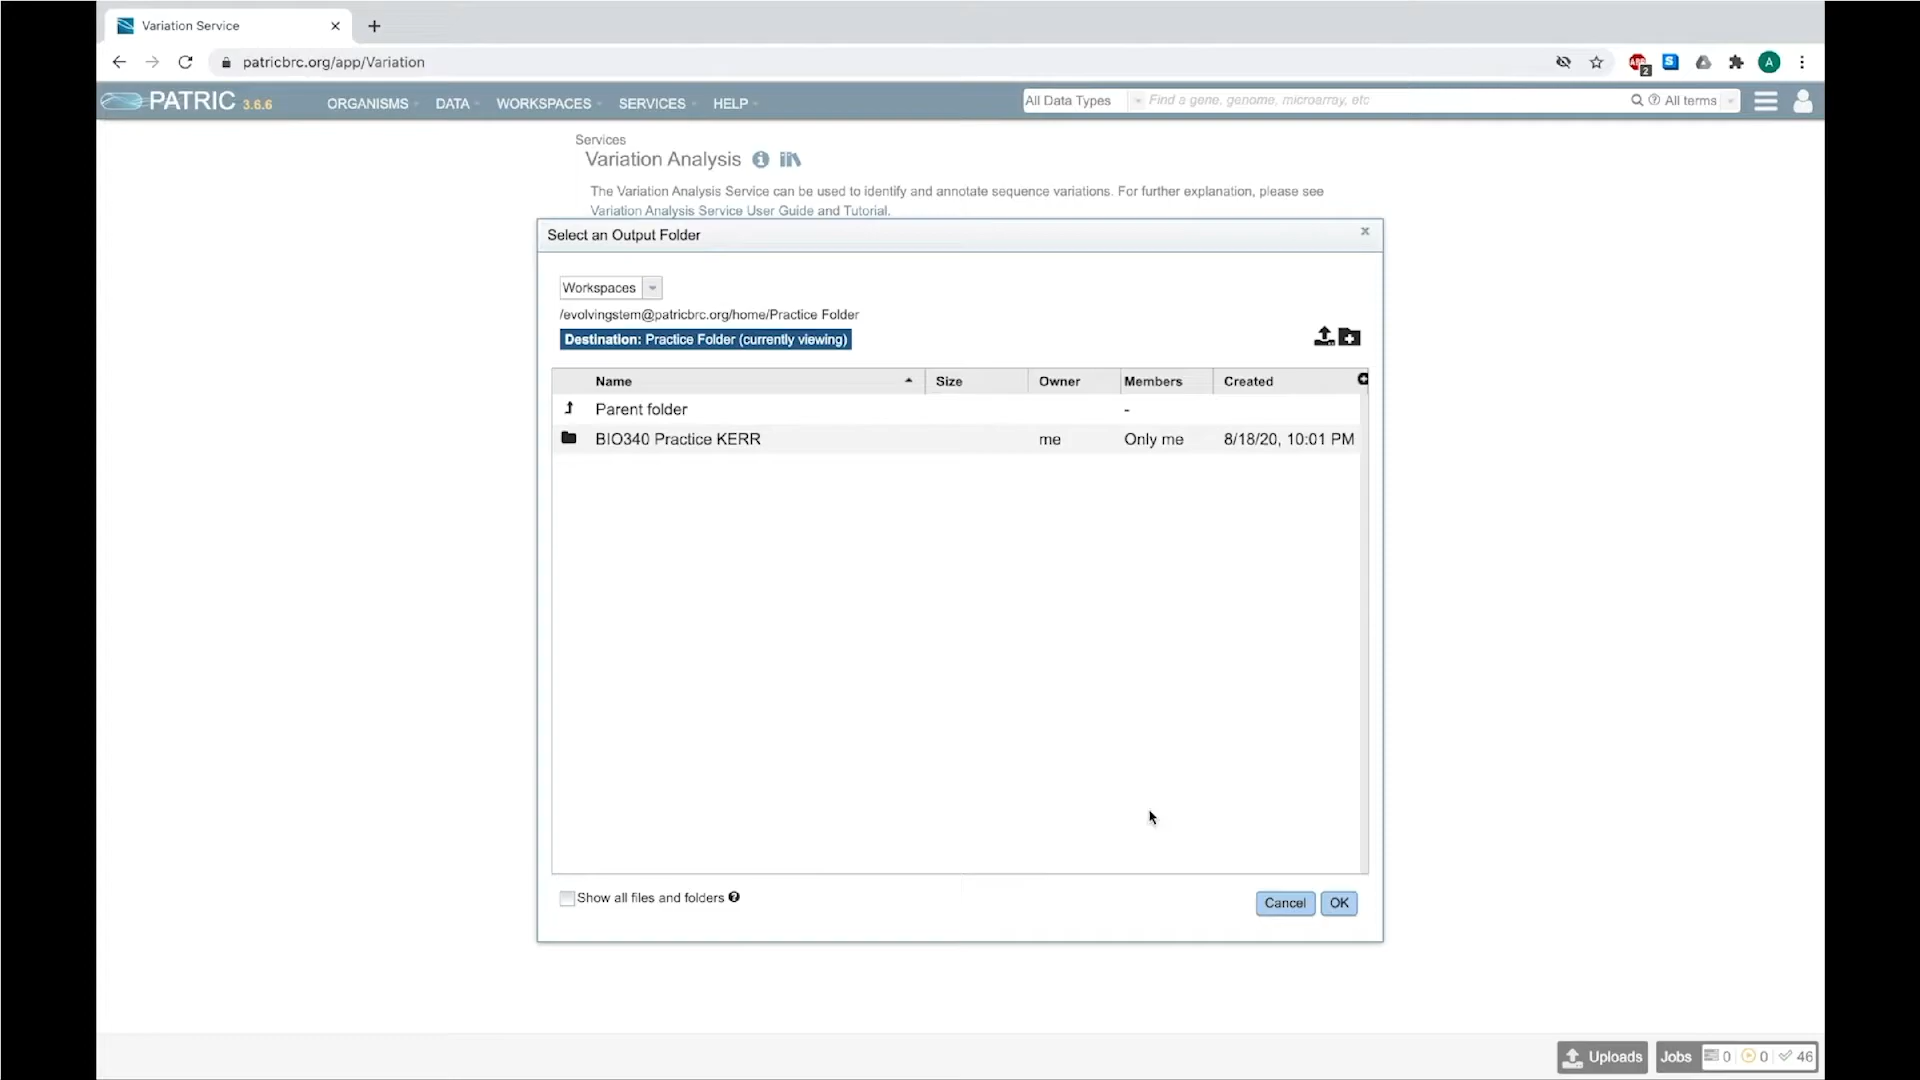 Variation Service
patricbrc.org/app/Variation
2
A
PATRIC 3.6.6
ORGANISMS
DATA
WORKSPACES
SERVICES
HELP
All Data Types
Find a gene, genome, microarray, etc
All terms
Services
Variation Analysis
The Variation Analysis Service can be used to identify and annotate sequence variations. For further explanation, please see
Variation Analysis Service User Guide and Tutorial.
Select an Output Folder
Workspaces
/evolvingstem@patricbrc.org/home/Practice Folder
Destination: Practice Folder (currently viewing)
Name Size Owner Members Created
Parent folder -
BIO340 Practice KERR me Only me 8/18/20, 10:01 PM
Show all files and folders
Cancel OK
Uploads Jobs 0 0 46